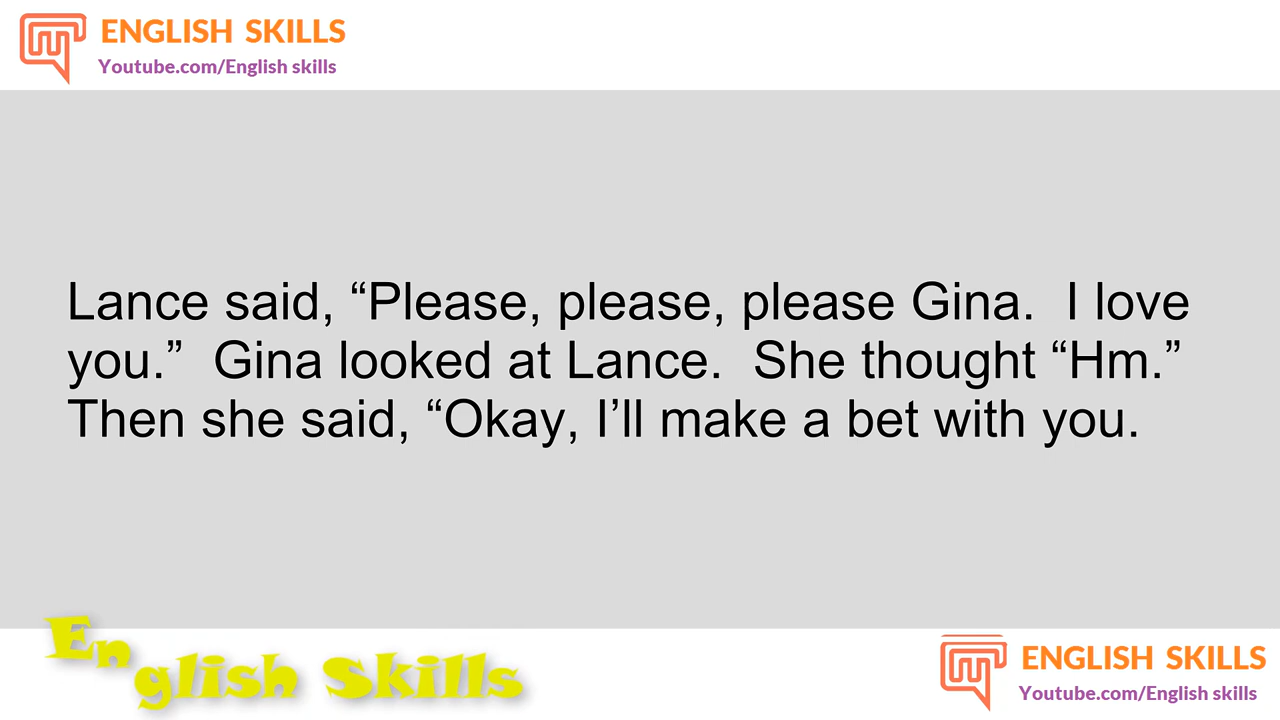 ENGLISH SKILLS
Youtube.com/English skills
Lance said, “Please, please, please Gina.  I love
you.”  Gina looked at Lance.  She thought “Hm.”
Then she said, “Okay, I’ll make a bet with you.
English Skills
ENGLISH SKILLS
Youtube.com/English skills